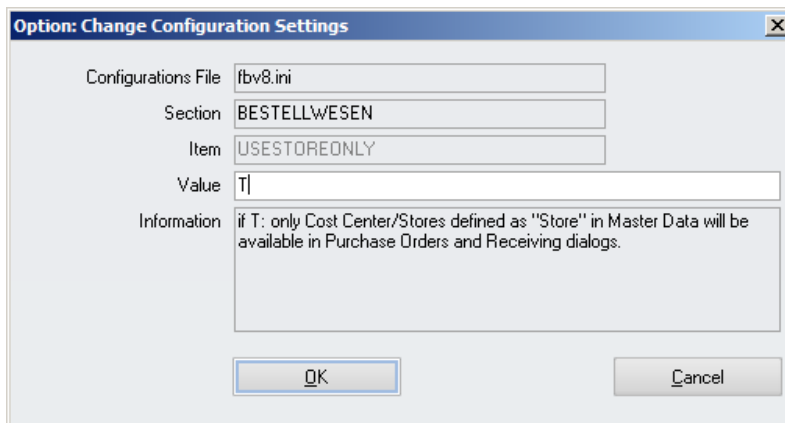 Option: Change Configuration Settings
Configurations File fbv8.ini
Section BESTELLWESEN
Item USESTOREONLY
Value T
Information if T: only Cost Center/Stores defined as "Store" in Master Data will be
available in Purchase Orders and Receiving dialogs.
OK Cancel